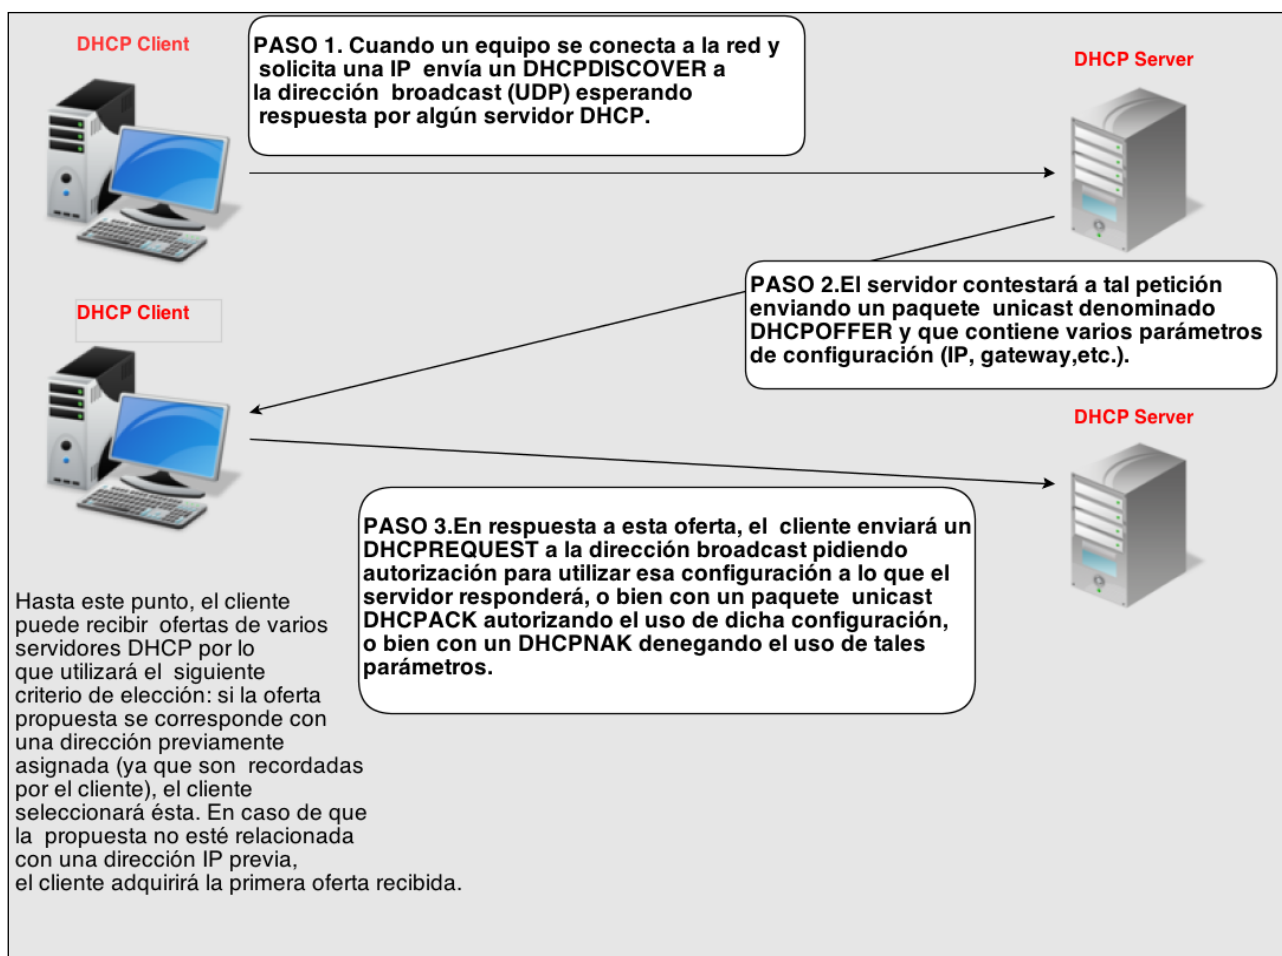 DHCP Client
PASO 1. Cuando un equipo se conecta a la red y
solicita una IP envía un DHCPDISCOVER a
la dirección broadcast (UDP) esperando
respuesta por algún servidor DHCP.
DHCP Server
DHCP Client
PASO 2.El servidor contestará a tal petición
enviando un paquete unicast denominado
DHCPOFFER y que contiene varios parámetros
de configuración (IP, gateway,etc.).
DHCP Server
PASO 3.En respuesta a esta oferta, el cliente enviará un
DHCPREQUEST a la dirección broadcast pidiendo
autorización para utilizar esa configuración a lo que el
servidor responderá, o bien con un paquete unicast
DHCPACK autorizando el uso de dicha configuración,
o bien con un DHCPNAK denegando el uso de tales
parámetros.
Hasta este punto, el cliente
puede recibir ofertas de varios
servidores DHCP por lo
que utilizará el siguiente
criterio de elección: si la oferta
propuesta se corresponde con
una dirección previamente
asignada (ya que son recordadas
por el cliente), el cliente
seleccionará ésta. En caso de que
la propuesta no esté relacionada
con una dirección IP previa,
el cliente adquirirá la primera oferta recibida.